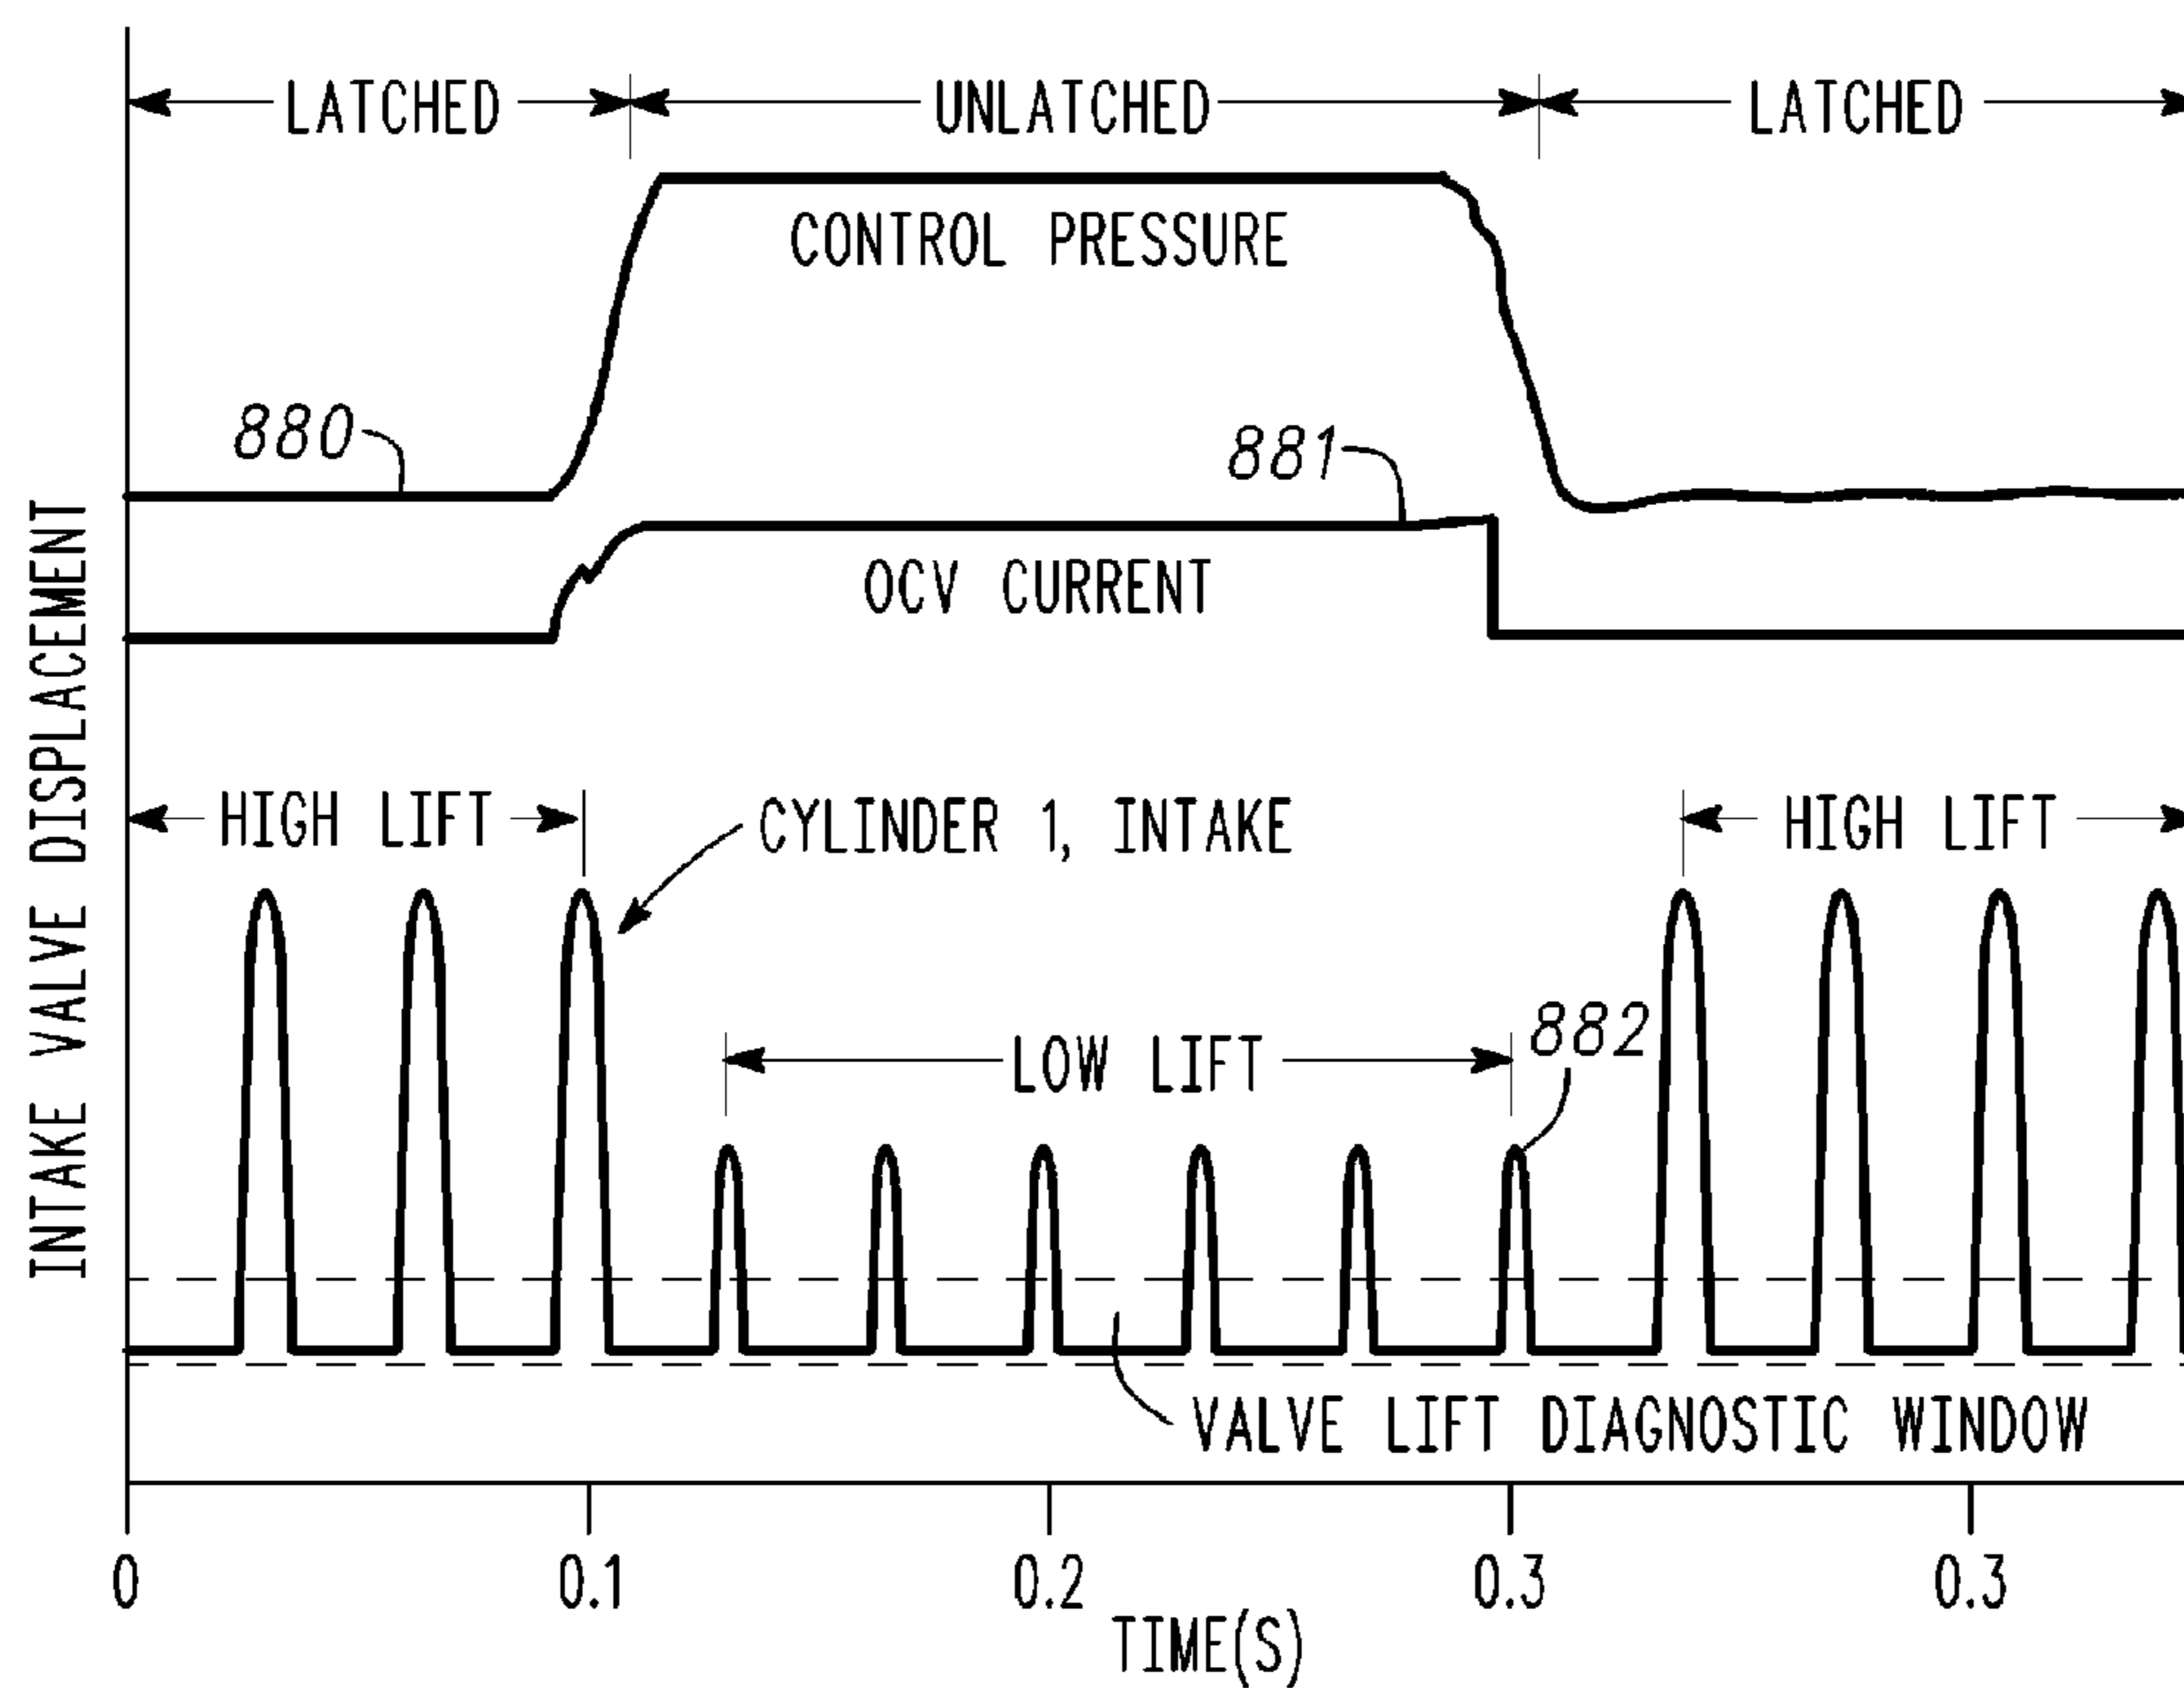 LATCHED UNLATCHED LATCHED
CONTROL PRESSURE
880
881
OCV CURRENT
INTAKE VALVE DISPLACEMENT
HIGH LIFT
CYLINDER 1, INTAKE
HIGH LIFT
LOW LIFT
882
VALVE LIFT DIAGNOSTIC WINDOW
0 0.1 0.2 0.3 0.3
TIME(S)